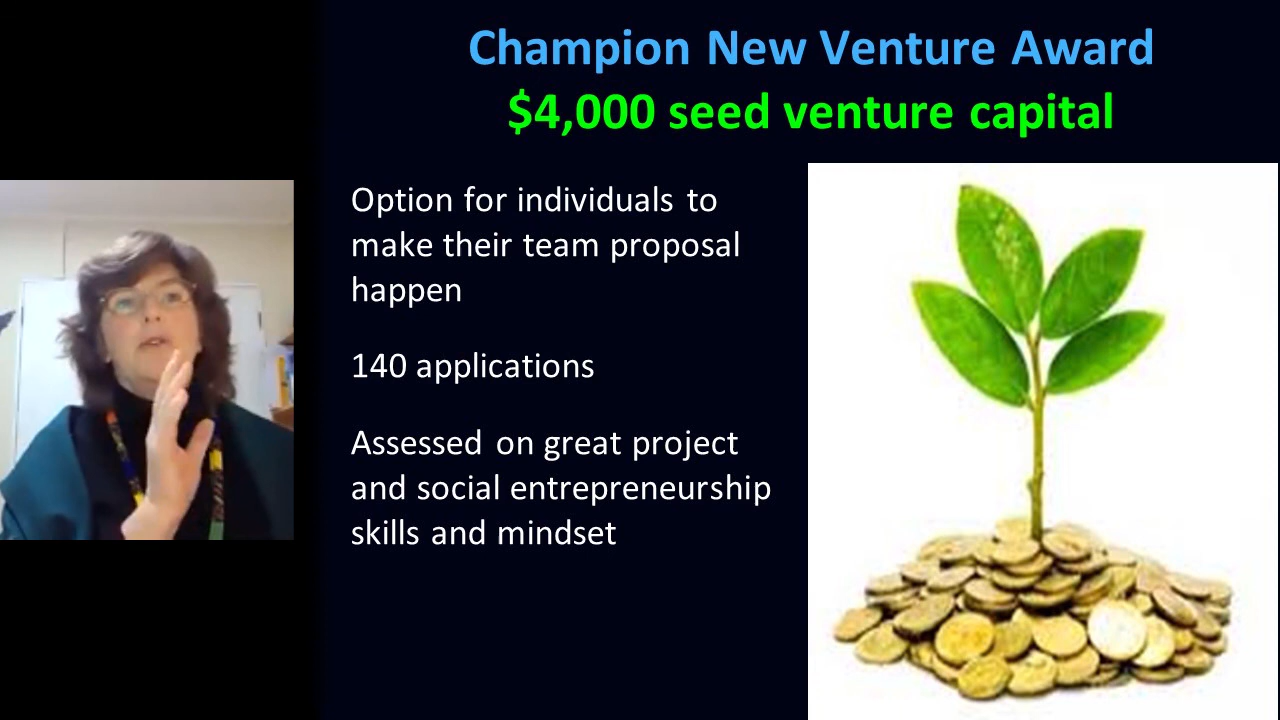 Champion New Venture Award
$4,000 seed venture capital
Option for individuals to
make their team proposal
happen
140 applications
Assessed on great project
and social entrepreneurship
skills and mindset